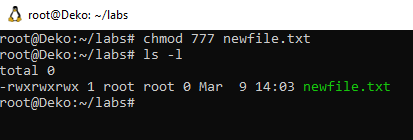 root@Deko: ~/labs
root@Deko:~/labs# chmod 777 newfile.txt
root@Deko:~/labs# ls -l
total 0
-rwxrwxrwx 1 root root 0 Mar  9 14:03 newfile.txt
root@Deko:~/labs#